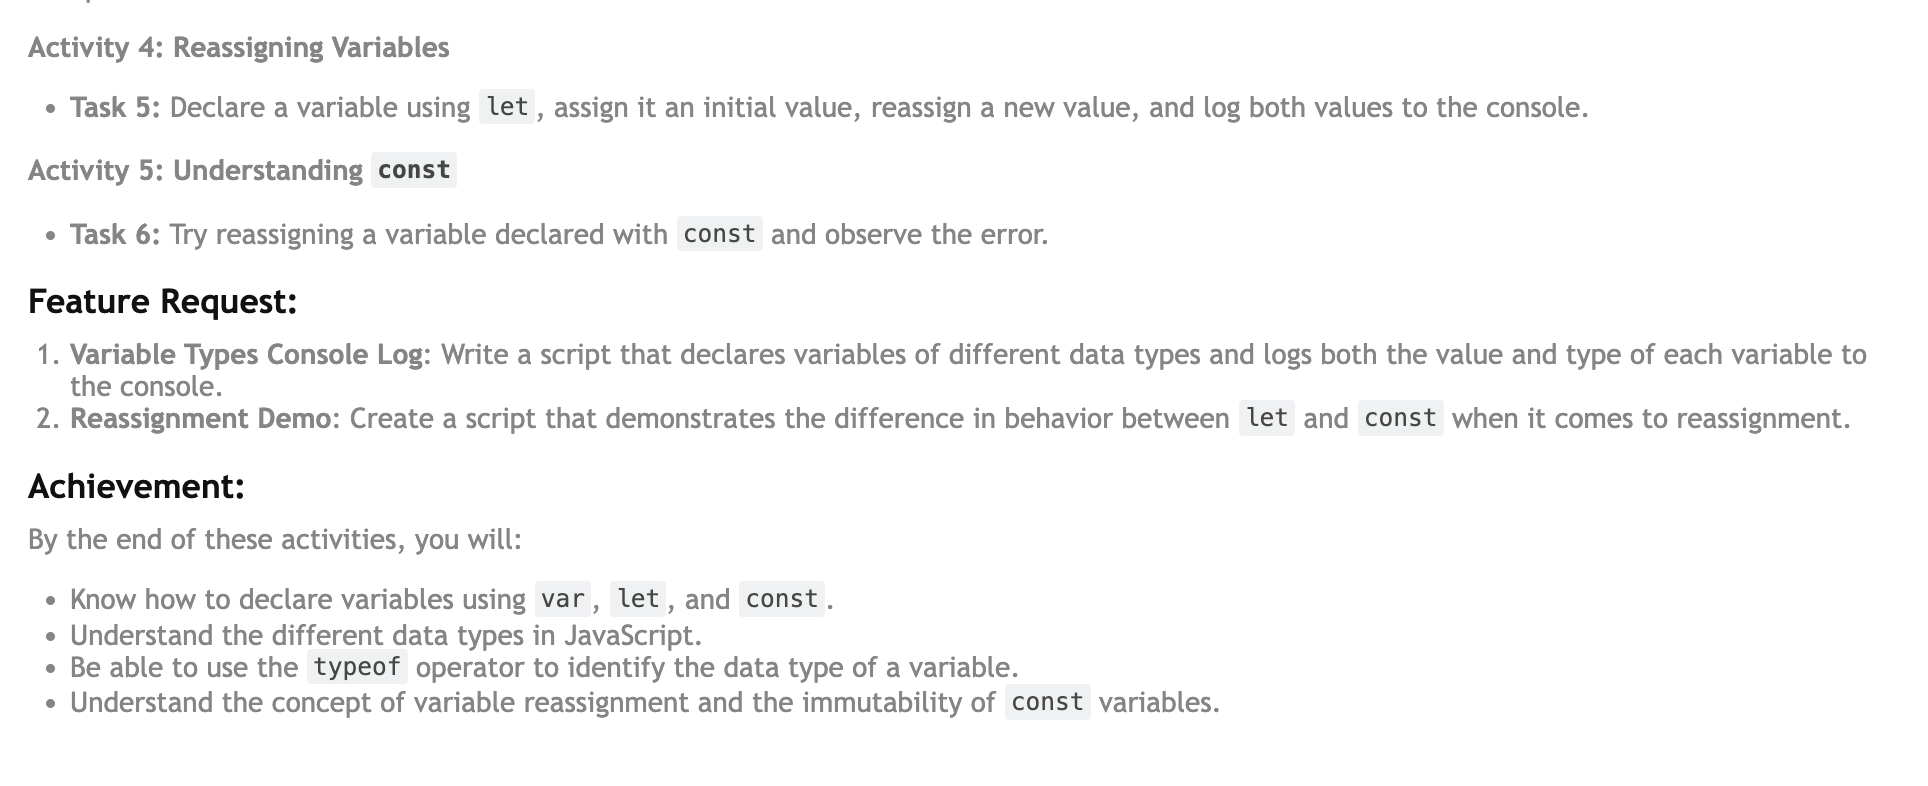 Activity 4: Reassigning Variables
• Task 5: Declare a variable using let, assign it an initial value, reassign a new value, and log both values to the console.
Activity 5: Understanding const
• Task 6: Try reassigning a variable declared with const and observe the error.
Feature Request:
1. Variable Types Console Log: Write a script that declares variables of different data types and logs both the value and type of each variable to
the console.
2. Reassignment Demo: Create a script that demonstrates the difference in behavior between let and const when it comes to reassignment.
Achievement:
By the end of these activities, you will:
• Know how to declare variables using var, let, and const.
• Understand the different data types in JavaScript.
• Be able to use the typeof operator to identify the data type of a variable.
• Understand the concept of variable reassignment and the immutability of const variables.